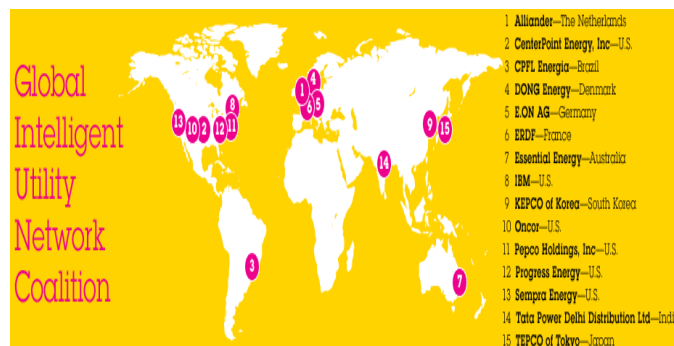 Global
Intelligent
Utility
Network
Coalition
13
10
2
12
11
8
1
4
6
5
9
15
14
3
7
1 Alliander—The Netherlands
2 CenterPoint Energy, Inc—U.S.
3 CPFL Energia—Brazil
4 DONG Energy—Denmark
5 E.ON AG—Germany
6 ERDF—France
7 Essential Energy—Australia
8 IBM—U.S.
9 KEPCO of Korea—South Korea
10 Oncor—U.S.
11 Pepco Holdings, Inc—U.S.
12 Progress Energy—U.S.
13 Sempra Energy—U.S.
14 Tata Power Delhi Distribution Ltd—Indi
15 TEPCO of Tokyo—Japan